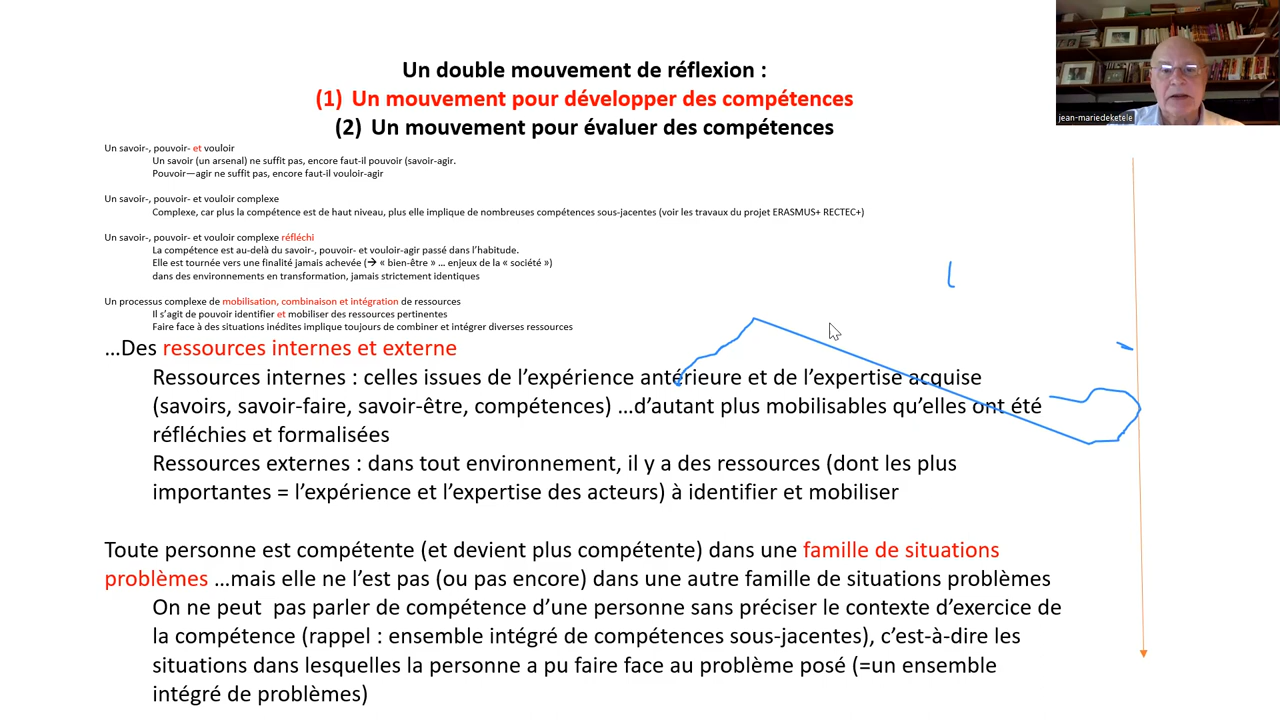 Un double mouvement de réflexion :
(1) Un mouvement pour développer des compétences
(2) Un mouvement pour évaluer des compétences
jean-mariedeketele
Un savoir-, pouvoir- et vouloir
Un savoir (un arsenal) ne suffit pas, encore faut-il pouvoir (savoir-agir.
Pouvoir—agir ne suffit pas, encore faut-il vouloir-agir
Un savoir-, pouvoir- et vouloir complexe
Complexe, car plus la compétence est de haut niveau, plus elle implique de nombreuses compétences sous-jacentes (voir les travaux du projet ERASMUS+ RECTEC+)
Un savoir-, pouvoir- et vouloir complexe réfléchi
La compétence est au-delà du savoir-, pouvoir- et vouloir-agir passé dans l'habitude.
Elle est tournée vers une finalité jamais achevée (→ « bien-être » … enjeux de la « société »)
dans des environnements en transformation, jamais strictement identiques
Un processus complexe de mobilisation, combinaison et intégration de ressources
Il s'agit de pouvoir identifier et mobiliser des ressources pertinentes
Faire face à des situations inédites implique toujours de combiner et intégrer diverses ressources
…Des ressources internes et externe
Ressources internes : celles issues de l'expérience antérieure et de l'expertise acquise
(savoirs, savoir-faire, savoir-être, compétences) …d'autant plus mobilisables qu'elles ont été
réfléchies et formalisées
Ressources externes : dans tout environnement, il y a des ressources (dont les plus
importantes = l'expérience et l'expertise des acteurs) à identifier et mobiliser
Toute personne est compétente (et devient plus compétente) dans une famille de situations
problèmes …mais elle ne l'est pas (ou pas encore) dans une autre famille de situations problèmes
On ne peut  pas parler de compétence d'une personne sans préciser le contexte d'exercice de
la compétence (rappel : ensemble intégré de compétences sous-jacentes), c'est-à-dire les
situations dans lesquelles la personne a pu faire face au problème posé (=un ensemble
intégré de problèmes)